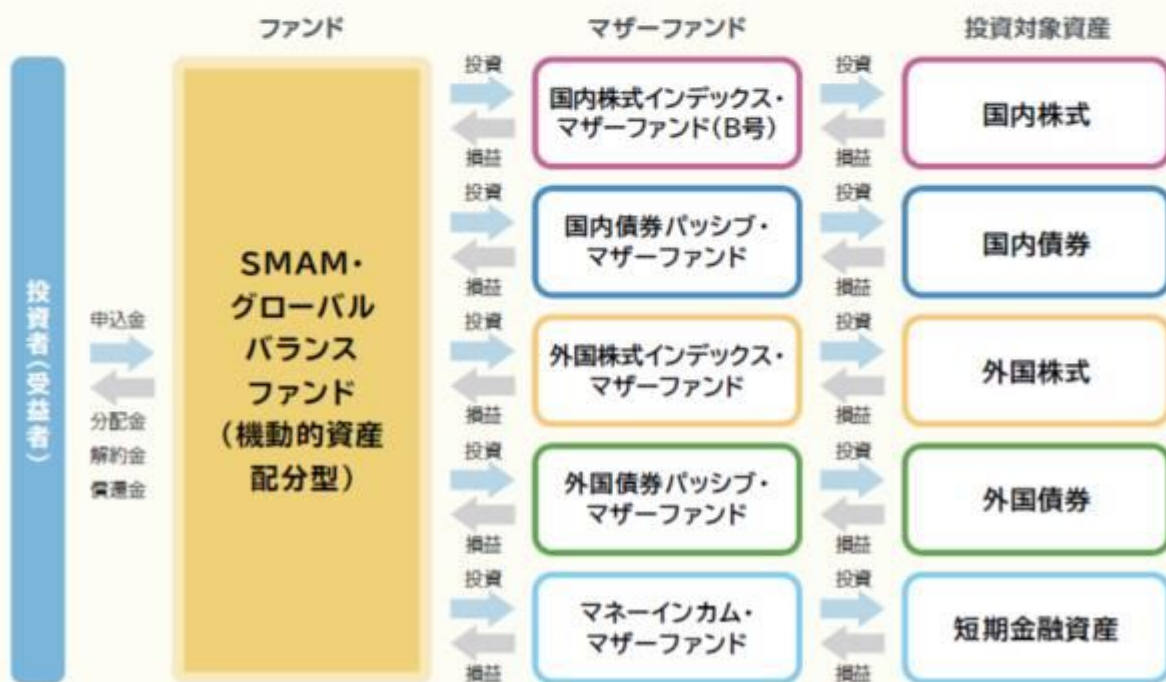 ファンド
マザーファンド
投資対象資産
投資者(受益者)
申込金
分配金
解約金
償還金
SMAM・
グローバル
バランス
ファンド
(機動的資産
配分型)
投資
損益
国内株式インデックス・
マザーファンド(B号)
投資
損益
国内株式
投資
損益
国内債券パッシブ・
マザーファンド
投資
損益
国内債券
投資
損益
外国株式インデックス・
マザーファンド
投資
損益
外国株式
投資
損益
外国債券パッシブ・
マザーファンド
投資
損益
外国債券
投資
損益
マネーインカム・
マザーファンド
投資
損益
短期金融資産